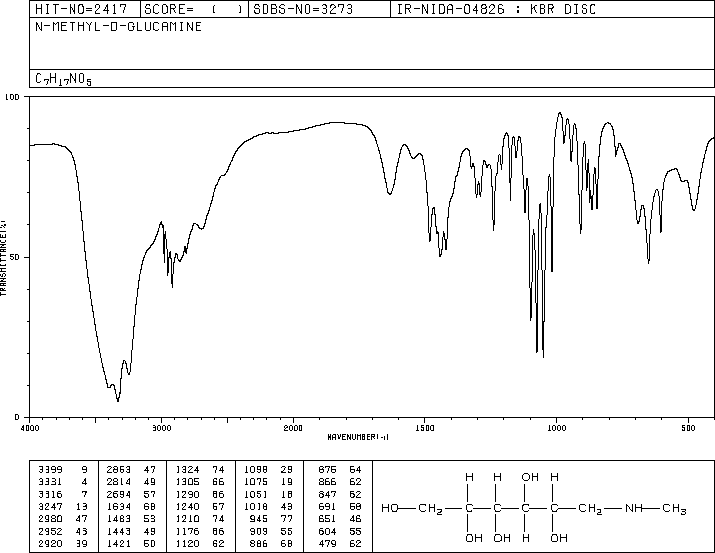 HIT-NO=2417 SCORE= ( ) SDBS-NO=3273 IR-NIDA-04826 : KBR DISC
N-METHYL-D-GLUCAMINE
C7H17NO5
100
TRANSMITTANCE(%)
50
0
4000 3000 2000 1500 1000 500
WAVENUMBER(-1)
3399 9 2863 47 1324 74 1098 29 876 64
3331 4 2814 49 1305 66 1075 19 866 62
3316 7 2694 57 1290 66 1051 18 847 62
3247 13 1634 68 1240 57 1018 43 691 58
2980 47 1483 53 1210 74 945 77 651 46
2952 43 1443 49 1176 66 909 55 604 55
2920 39 1421 50 1120 62 886 68 479 62
H H OH H
HO CH2 C C C C CH2 NH CH3
OH OH H OH